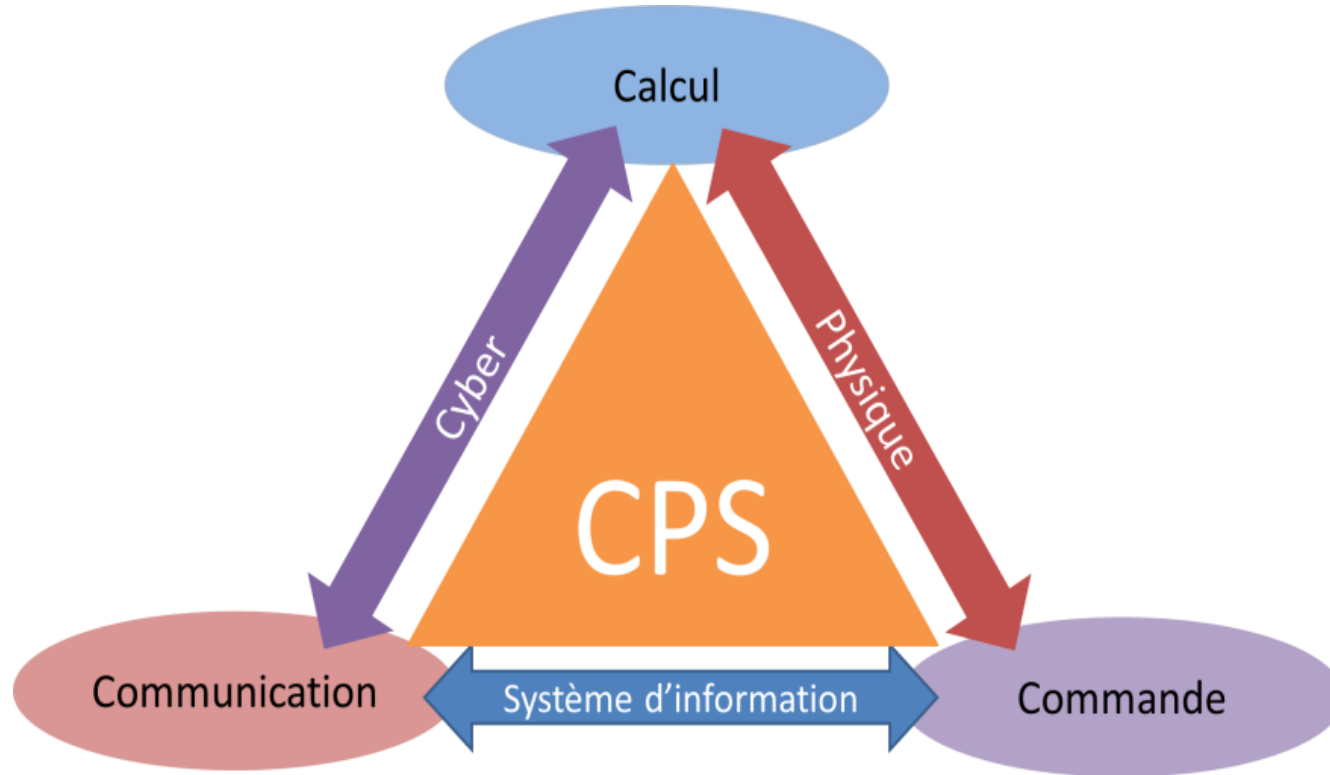 Calcul
Cyber
Physique
CPS
Communication
Système d'information
Commande